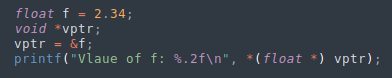 float f = 2.34;
void *vptr;
vptr = &f;
printf("Vlaue of f: %.2f\n", *(float *) vptr);